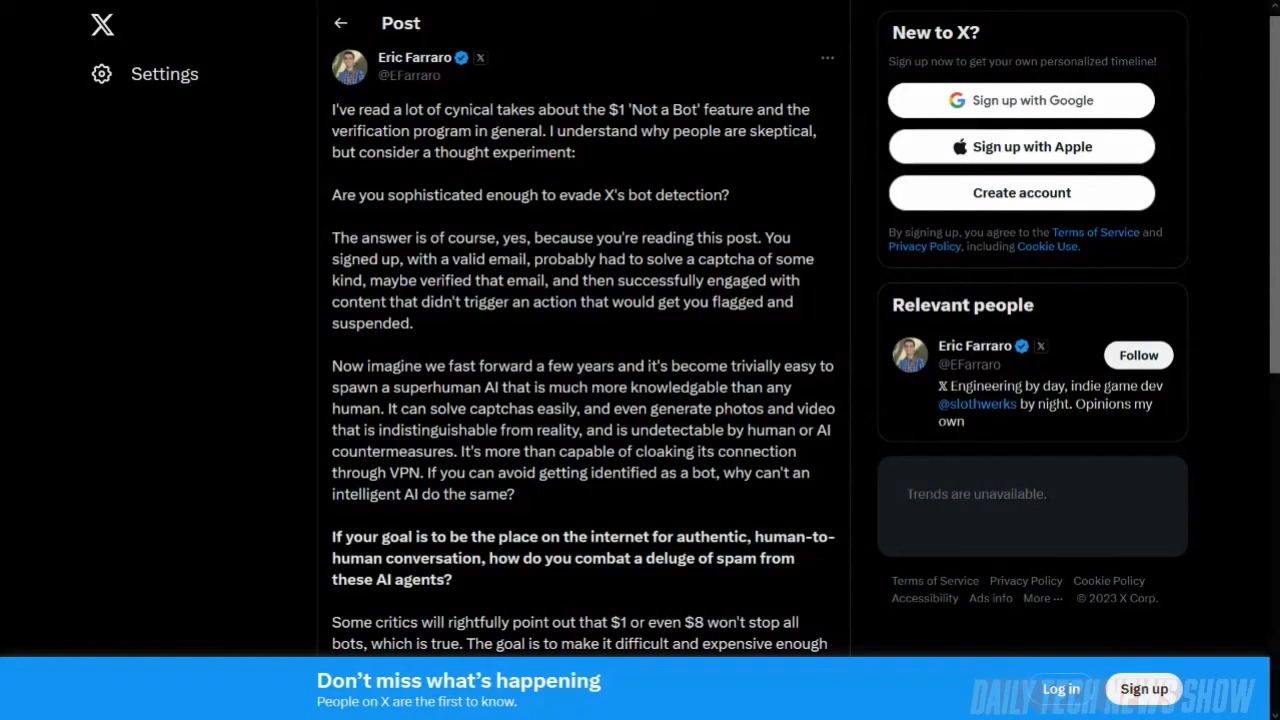 Settings
Post
Eric Farraro
@EFarraro
I've read a lot of cynical takes about the $1 'Not a Bot' feature and the
verification program in general. I understand why people are skeptical,
but consider a thought experiment:
Are you sophisticated enough to evade X's bot detection?
The answer is of course, yes, because you're reading this post. You
signed up, with a valid email, probably had to solve a captcha of some
kind, maybe verified that email, and then successfully engaged with
content that didn't trigger an action that would get you flagged and
suspended.
Now imagine we fast forward a few years and it's become trivially easy to
spawn a superhuman AI that is much more knowledgable than any
human. It can solve captchas easily, and even generate photos and video
that is indistinguishable from reality, and is undetectable by human or AI
countermeasures. It's more than capable of cloaking its connection
through VPN. If you can avoid getting identified as a bot, why can't an
intelligent AI do the same?
If your goal is to be the place on the internet for authentic, human-to-
human conversation, how do you combat a deluge of spam from
these AI agents?
Some critics will rightfully point out that $1 or even $8 won't stop all
bots, which is true. The goal is to make it difficult and expensive enough
New to X?
Sign up now to get your own personalized timeline!
Sign up with Google
Sign up with Apple
Create account
By signing up, you agree to the Terms of Service and
Privacy Policy, including Cookie Use.
Relevant people
Eric Farraro
@EFarraro
Follow
𝕏 Engineering by day, indie game dev
@slothwerks by night. Opinions my
own
Trends are unavailable.
Terms of Service Privacy Policy Cookie Policy
Accessibility Ads info More ··· © 2023 X Corp.
Don't miss what's happening
People on X are the first to know.
Log in
Sign up
DAILY TECH NEWS SHOW